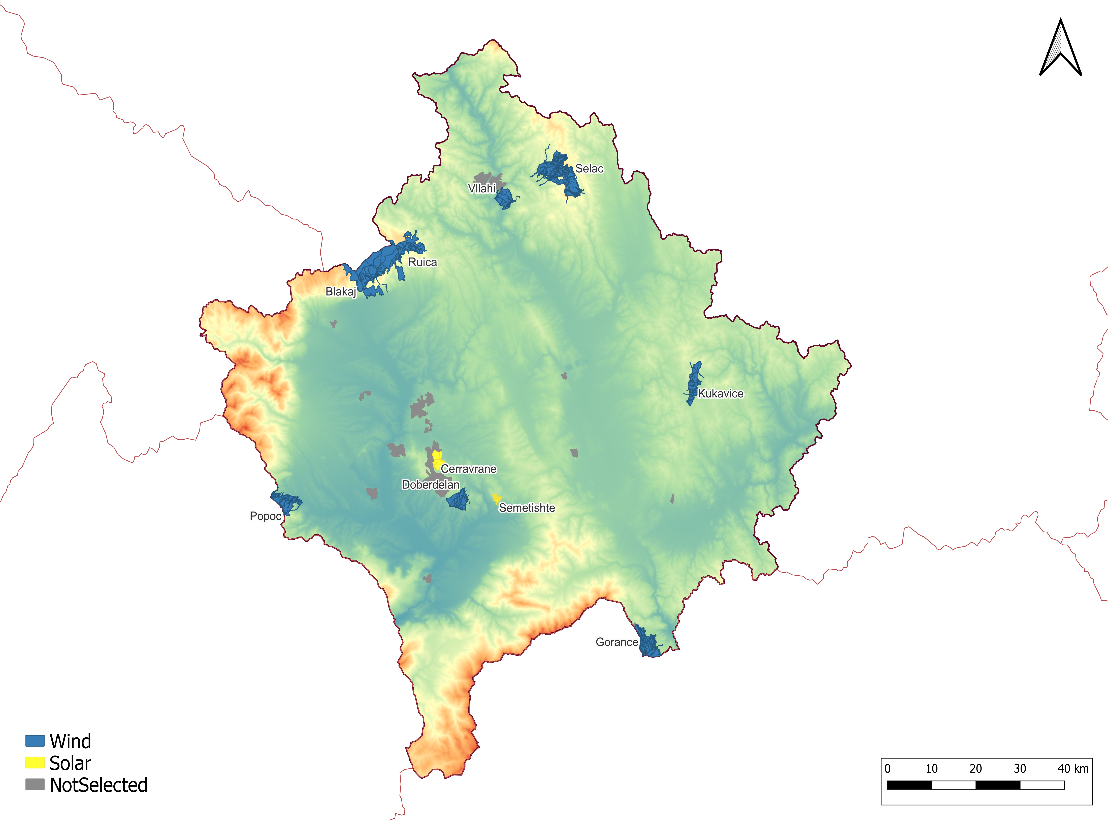 Selac
Vllahi
Ruica
Blakaj
Kukavice
Cerravrane
Doberdelan
Semetishte
Popoc
Gorance
Wind
Solar
NotSelected
0 10 20 30 40 km